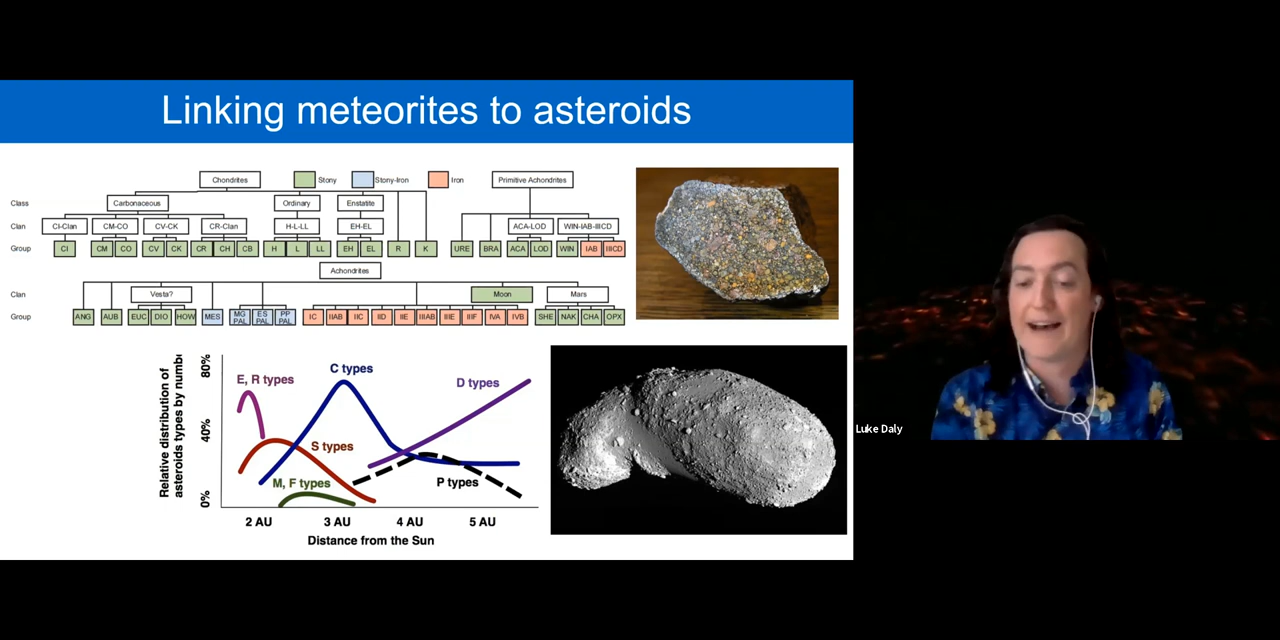 Linking meteorites to asteroids
Chondrites
Stony
Stony-Iron
Iron
Primitive Achondrites
Class
Carbonaceous
Ordinary
Enstatite
Clan
CI-Clan
CM-CO
CV-CK
CR-Clan
H-L-LL
EH-EL
ACA-LOD
WIN-IAB-IIICD
Group
CI
CM
CO
CV
CK
CR
CH
CB
H
L
LL
EH
EL
R
K
URE
BRA
ACA
LOD
WIN
IAB
IIICD
Achondrites
Clan
Vesta?
Moon
Mars
Group
ANG
AUB
EUC
DIO
HOW
MES
MG
PAL
ES
PAL
PP
PAL
IC
IIAB
IIC
IID
IIE
IIIAB
IIIE
IIIF
IVA
IVB
SHE
NAK
CHA
OPX
Relative distribution of
asteroids types by numb
80%
40%
0%
E, R types
C types
D types
S types
M, F types
P types
2 AU
3 AU
4 AU
5 AU
Distance from the Sun
Luke Daly